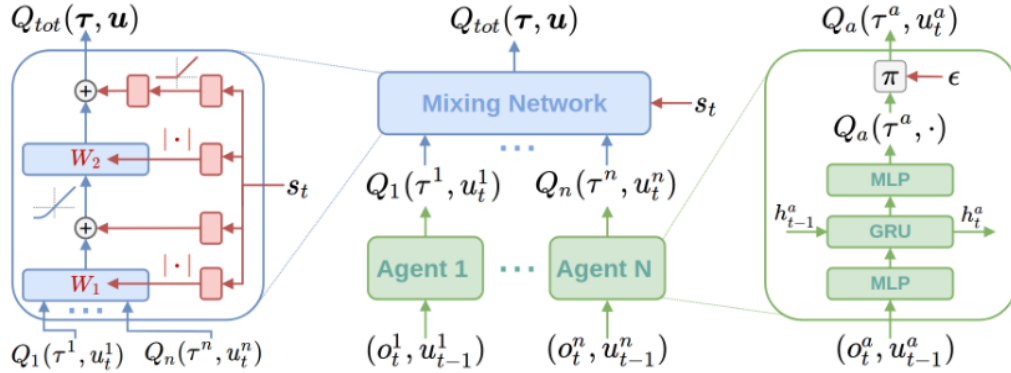 Q_{tot}(τ, u)
W_2
|·|
s_t
W_1
|·|
...
Q_1(τ^1, u_t^1)
Q_n(τ^n, u_t^n)
Q_{tot}(τ, u)
Mixing Network
s_t
...
Q_1(τ^1, u_t^1)
Q_n(τ^n, u_t^n)
Agent 1
...
Agent N
(o_t^1, u_{t-1}^1)
(o_t^n, u_{t-1}^n)
Q_a(τ^a, u_t^a)
π
ϵ
Q_a(τ^a, ·)
MLP
h_{t-1}^a
GRU
h_t^a
MLP
(o_t^a, u_{t-1}^a)